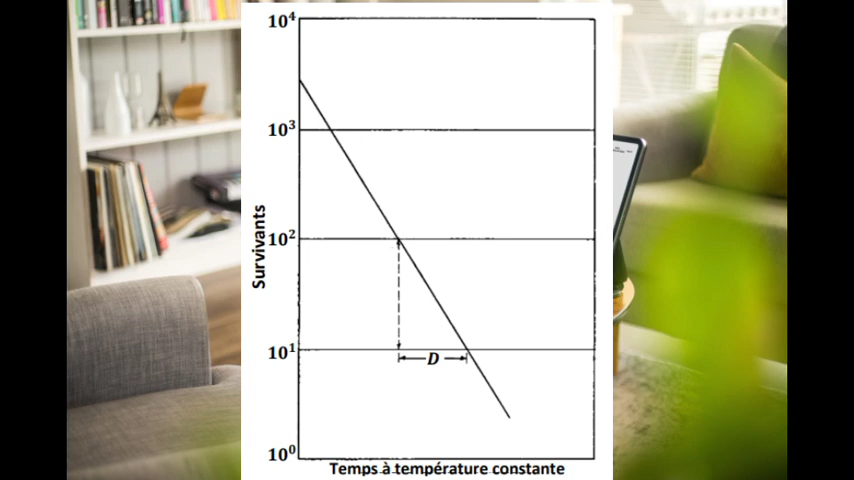 10⁴
10³
Survivants
10²
10¹
D
10⁰
Temps à température constante